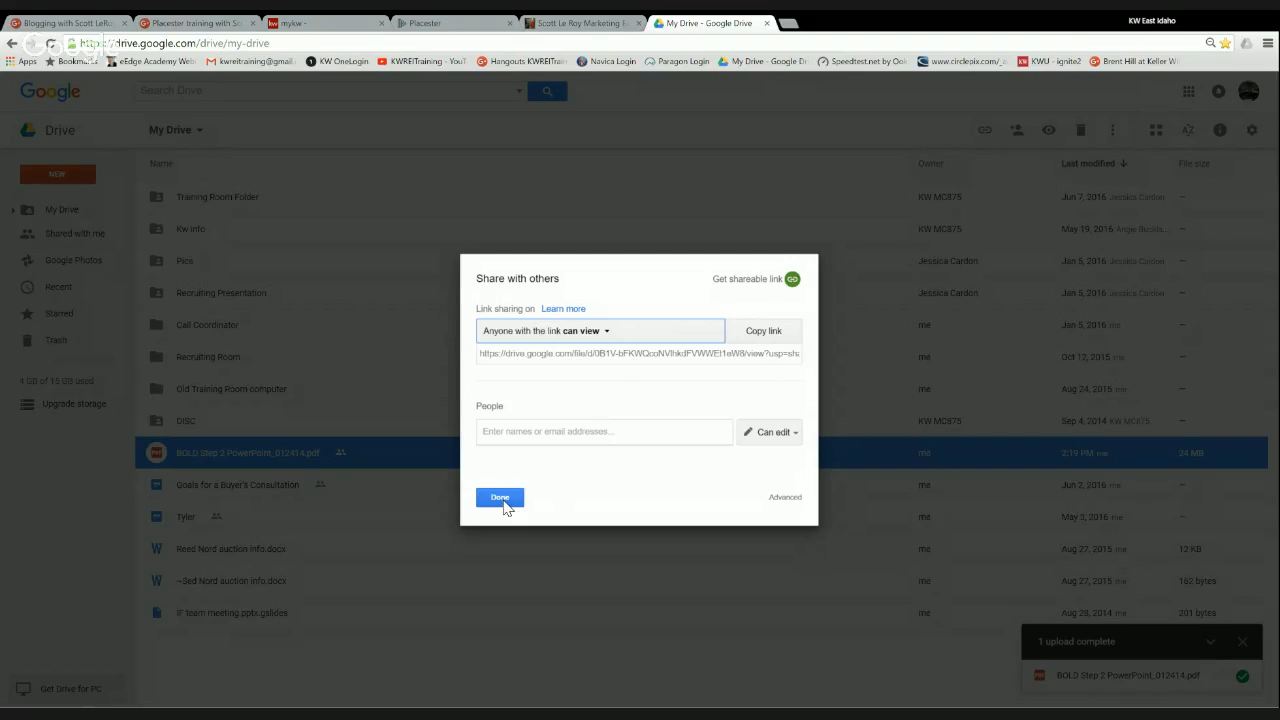 Blogging with Scott LeRo
Placester training with Sc
mykw -
Placester
Scott Le Roy Marketing R
My Drive - Google Drive
KW East Idaho
https://drive.google.com/drive/my-drive
Apps Bookmarks eEdge Academy Web kwreitraining@gmail. KW OneLogin KWREITraining - YouT Hangouts KWREITraining Navica Login Paragon Login My Drive - Google Dr Speedtest.net by Ook www.circlepix.com/ KWU - ignite2 Brent Hill at Keller Wi
Google Search Drive
Drive My Drive
Name Owner Last modified File size
NEW
My Drive
Shared with me
Google Photos
Recent
Starred
Trash
4 GB of 15 GB used
Upgrade storage
Get Drive for PC
Training Room Folder KW MC875 Jun 7, 2016 Jessica Cardon —
Kw Info KW MC875 May 19, 2016 —
Pics Jessica Cardon Jan 5, 2016 Jessica Cardon —
Recruiting Presentation Jessica Cardon Jan 5, 2016 Jessica Cardon —
Call Coordinator me Jan 5, 2016 me —
Recruiting Room me Oct 12, 2015 me —
Old Training Room computer me Aug 24, 2015 me —
DISC KW MC875 Sep 4, 2014 KW MC875 —
BOLD Step 2 PowerPoint_012414.pdf me 2:19 PM me 24 MB
Goals for a Buyer's Consultation me Jun 2, 2016 me —
Tyler me May 5, 2016 me —
Reed Nord auction info.docx me Aug 27, 2015 me 12 KB
me Aug 27, 2015 me 162 bytes
IF Team meeting.pptx.gslides me Aug 28, 2014 me 201 bytes
Share with others Get shareable link
Link sharing on Learn more
Anyone with the link can view Copy link
People
Enter names or email addresses... Can edit
Done Advanced
1 upload complete
BOLD Step 2 PowerPoint_012414.pdf